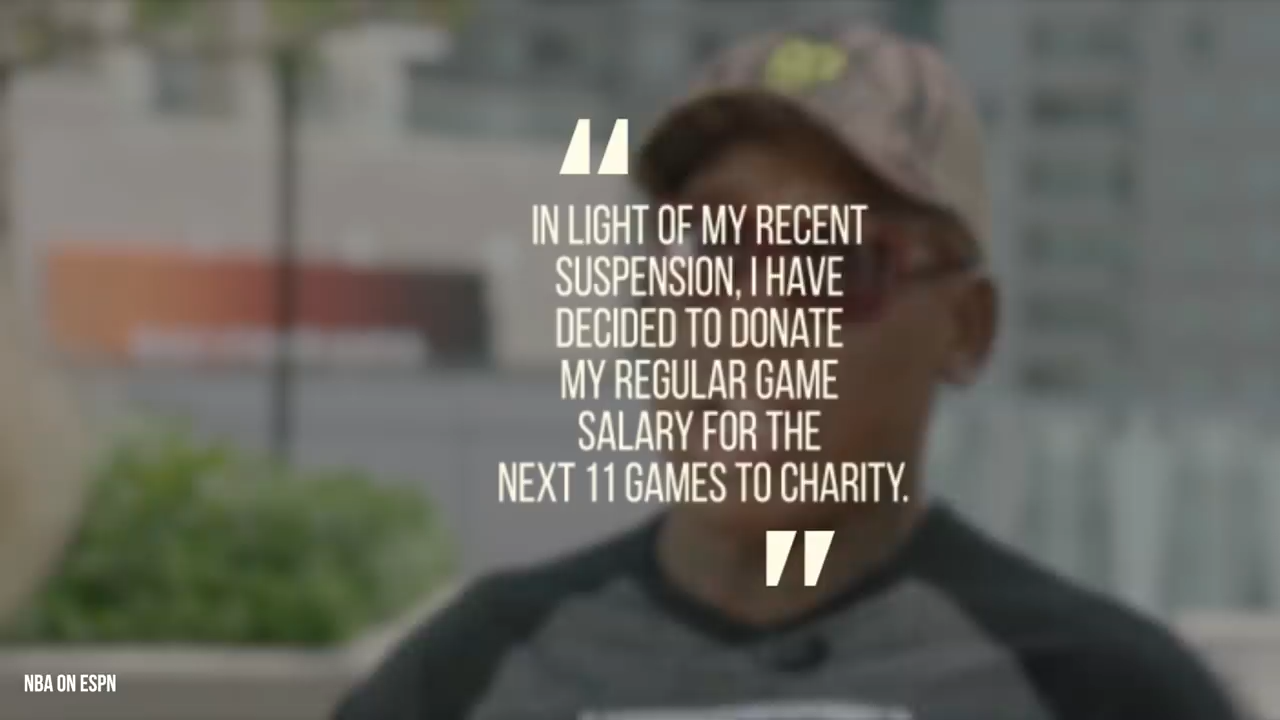 IN LIGHT OF MY RECENT
SUSPENSION, I HAVE
DECIDED TO DONATE
MY REGULAR GAME
SALARY FOR THE
NEXT 11 GAMES TO CHARITY.
NBA ON ESPN